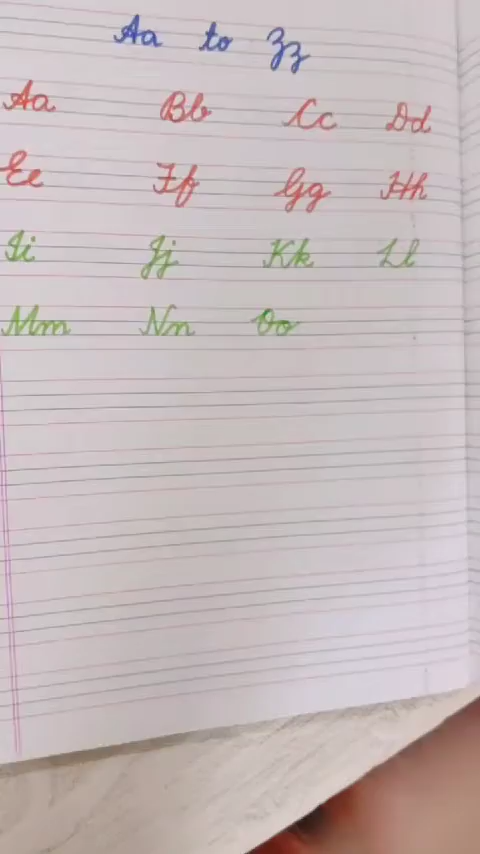 Aa to Zz
Aa Bb Cc Dd
Ee Ff Gg Hh
Ii Jj Kk Ll
Mm Nn Oo